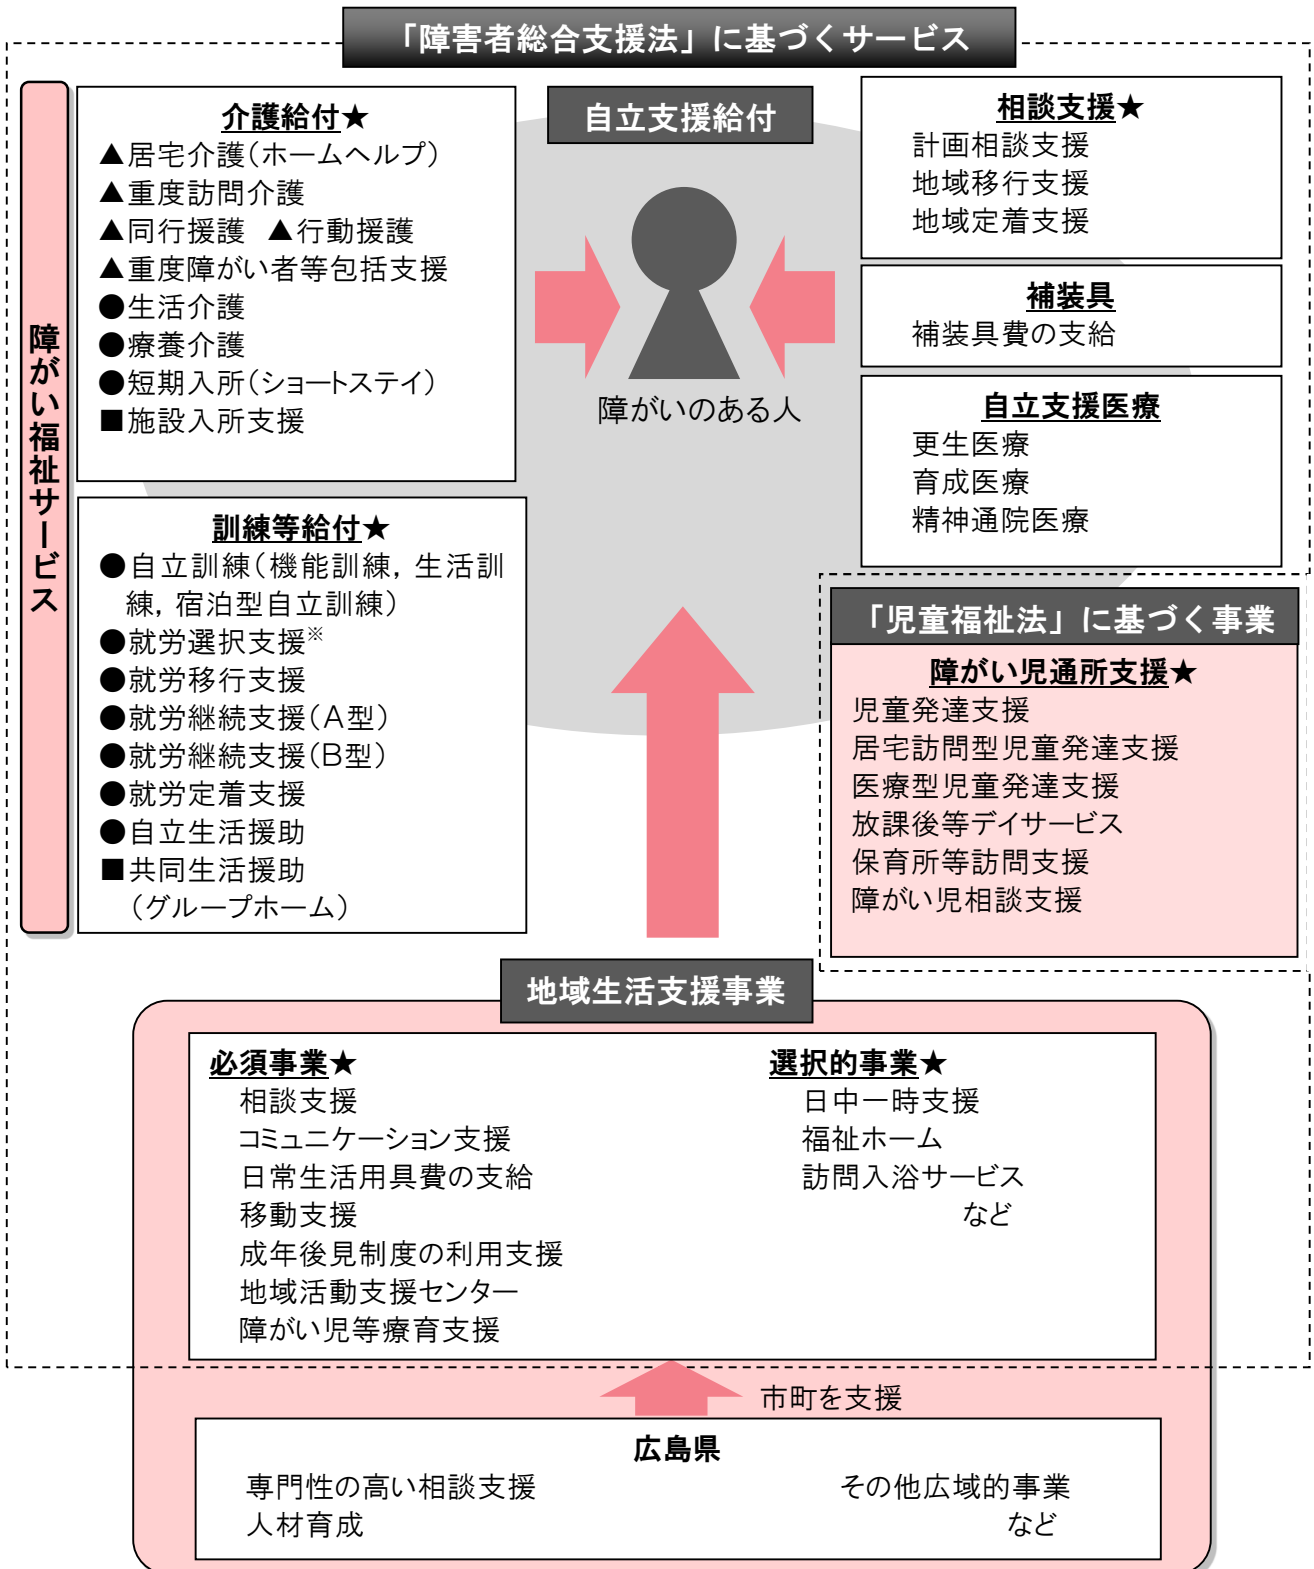 「障害者総合支援法」に基づくサービス
障がい福祉サービス
介護給付★
▲居宅介護(ホームヘルプ)
▲重度訪問介護
▲同行援護 ▲行動援護
▲重度障がい者等包括支援
●生活介護
●療養介護
●短期入所(ショートステイ)
■施設入所支援
訓練等給付★
●自立訓練(機能訓練, 生活訓
練, 宿泊型自立訓練)
●就労選択支援※
●就労移行支援
●就労継続支援(A型)
●就労継続支援(B型)
●就労定着支援
●自立生活援助
■共同生活援助
(グループホーム)
自立支援給付
障がいのある人
相談支援★
計画相談支援
地域移行支援
地域定着支援
補装具
補装具費の支給
自立支援医療
更生医療
育成医療
精神通院医療
「児童福祉法」に基づく事業
障がい児通所支援★
児童発達支援
居宅訪問型児童発達支援
医療型児童発達支援
放課後等デイサービス
保育所等訪問支援
障がい児相談支援
地域生活支援事業
必須事業★
相談支援
コミュニケーション支援
日常生活用具費の支給
移動支援
成年後見制度の利用支援
地域活動支援センター
障がい児等療育支援
選択的事業★
日中一時支援
福祉ホーム
訪問入浴サービス
など
市町を支援
広島県
専門性の高い相談支援
人材育成
その他広域的事業
など